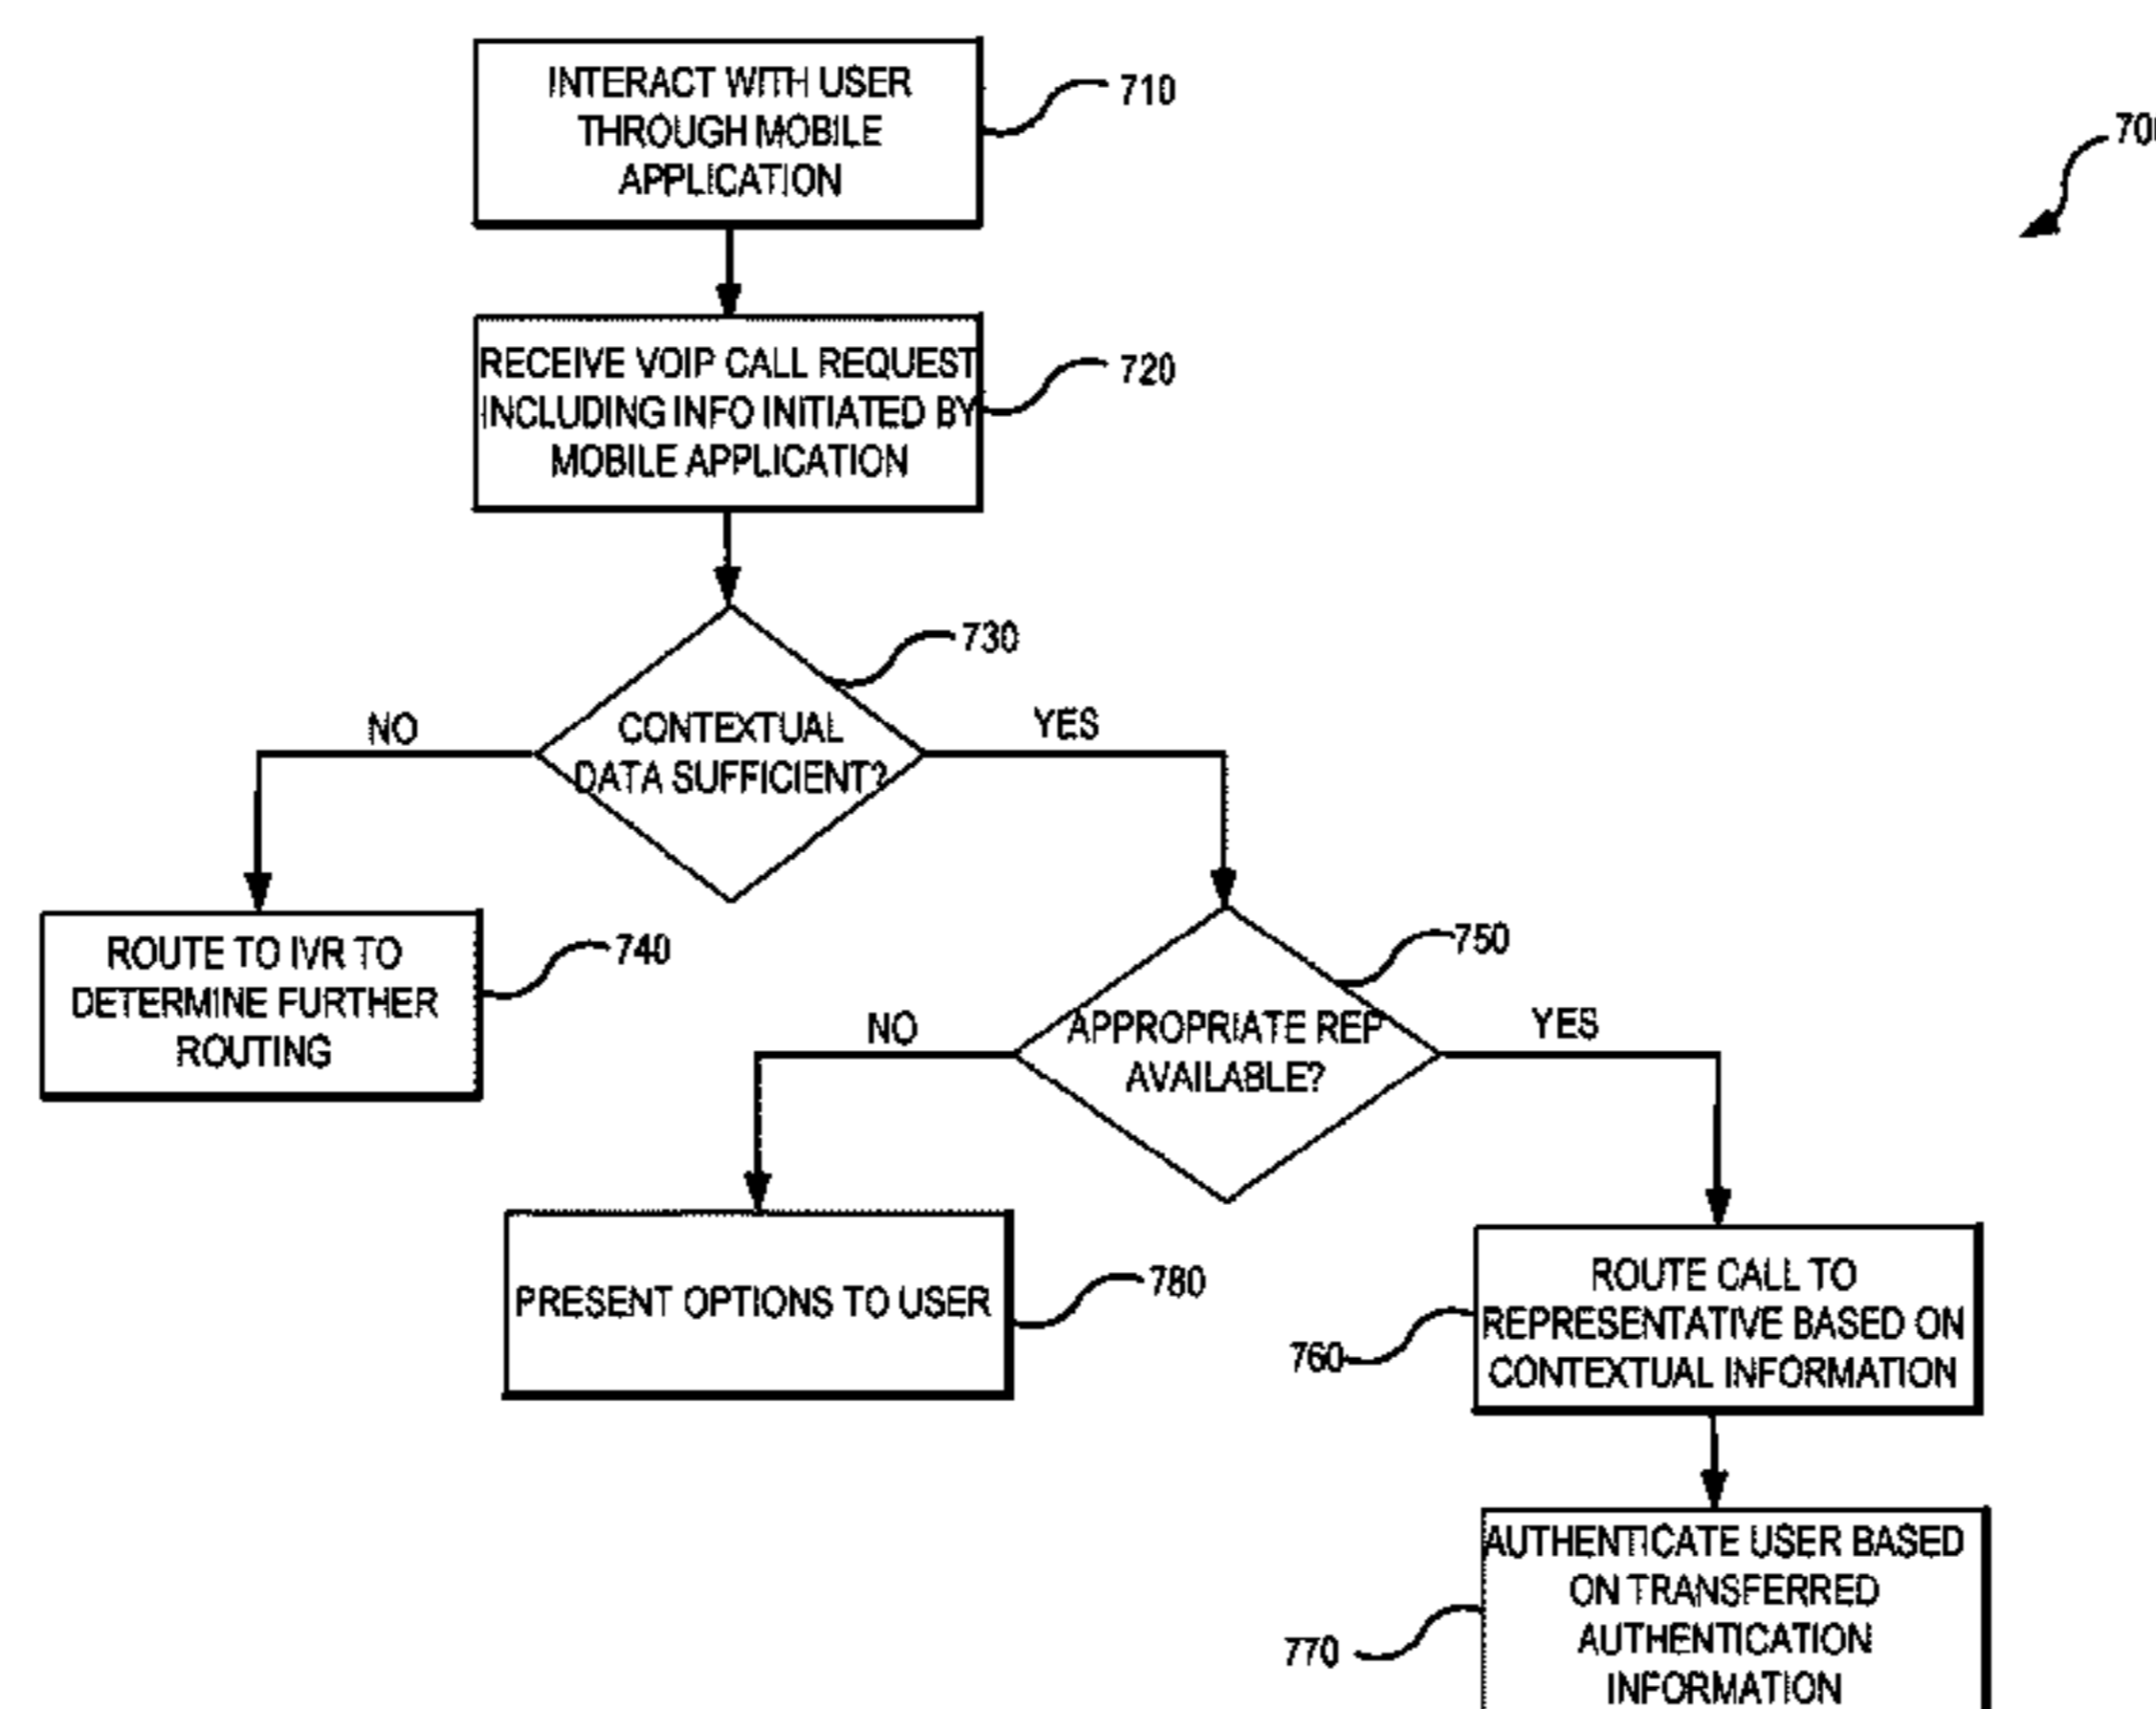 INTERACT WITH USER
THROUGH MOBILE
APPLICATION
710
RECEIVE VOIP CALL REQUEST
INCLUDING INFO INITIATED BY
MOBILE APPLICATION
720
730
CONTEXTUAL
DATA SUFFICIENT?
NO
YES
ROUTE TO IVR TO
DETERMINE FURTHER
ROUTING
740
750
APPROPRIATE REP
AVAILABLE?
NO
YES
PRESENT OPTIONS TO USER
780
ROUTE CALL TO
REPRESENTATIVE BASED ON
CONTEXTUAL INFORMATION
760
AUTHENTICATE USER BASED
ON TRANSFERRED
AUTHENTICATION
INFORMATION
770